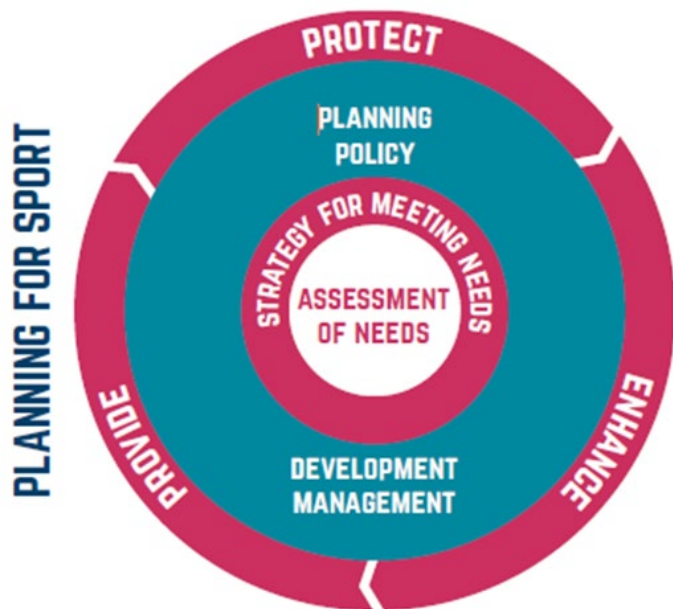 PLANNING FOR SPORT
PROTECT
PLANNING
POLICY
STRATEGY FOR MEETING NEEDS
ASSESSMENT
OF NEEDS
PROVIDE
ENHANCE
DEVELOPMENT
MANAGEMENT